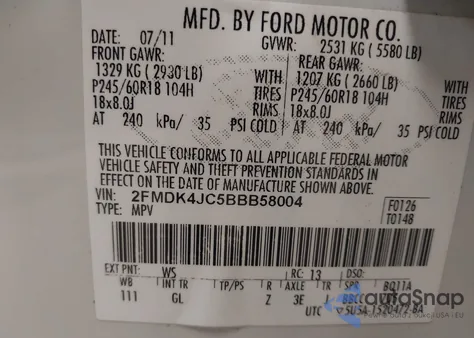 MFD. BY FORD MOTOR CO.
DATE: 07/11 GVWR: 2531 KG ( 5580 LB)
FRONT GAWR: REAR GAWR:
1329 KG ( 2930 LB) WITH 1207 KG ( 2660 LB) WITH
P245/60R18 104H TIRES P245/60R18 104H TIRES
18x8.0J RIMS 18x8.0J RIMS
AT 240 kPa/ 35 PSI COLD AT 240 kPa/ 35 PSI COLD
THIS VEHICLE CONFORMS TO ALL APPLICABLE FEDERAL MOTOR
VEHICLE SAFETY AND THEFT PREVENTION STANDARDS IN
EFFECT ON THE DATE OF MANUFACTURE SHOWN ABOVE.
VIN: 2FMDK4JC5BBB58004 F0126
TYPE: MPV T0148
EXT PNT: WS RC: 13 DSO:
WB INT TR TP/PS R AXLE TR SPR
111 GL Z 3E J
autoSnap
UTC